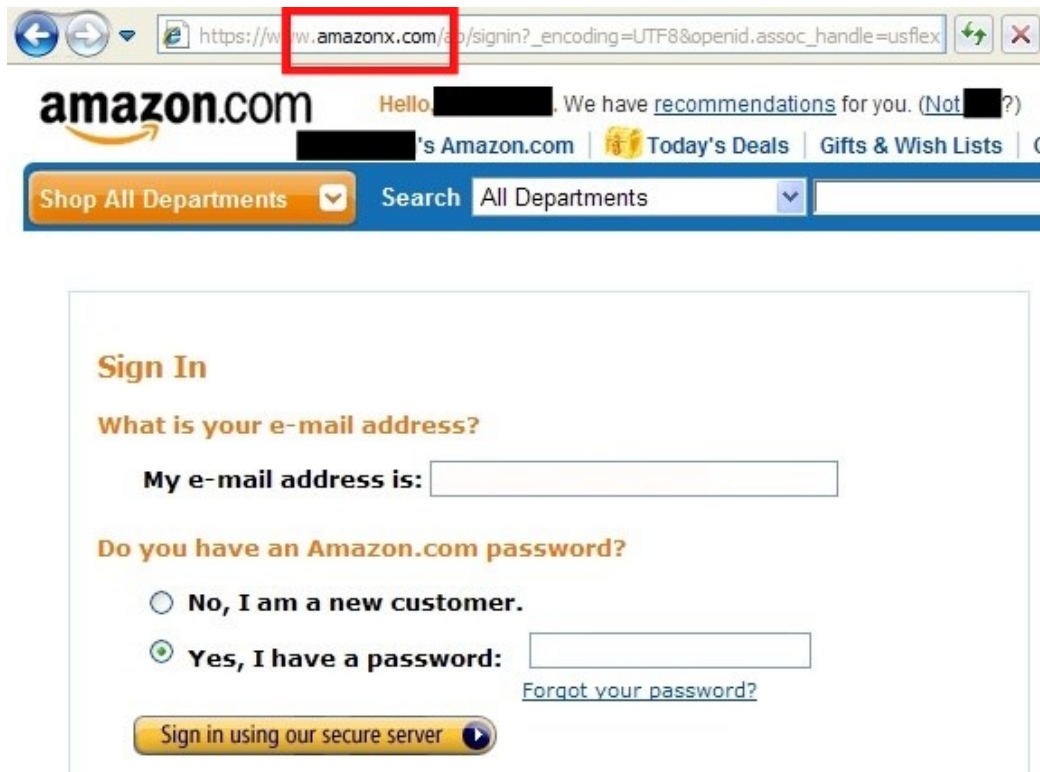 https://www.amazonx.com/ap/signin?_encoding=UTF8&openid.assoc_handle=usflex
amazon.com Hello, . We have recommendations for you. (Not ?)
's Amazon.com | Today's Deals | Gifts & Wish Lists |
Shop All Departments Search All Departments
Sign In
What is your e-mail address?
My e-mail address is:
Do you have an Amazon.com password?
No, I am a new customer.
Yes, I have a password:
Forgot your password?
Sign in using our secure server